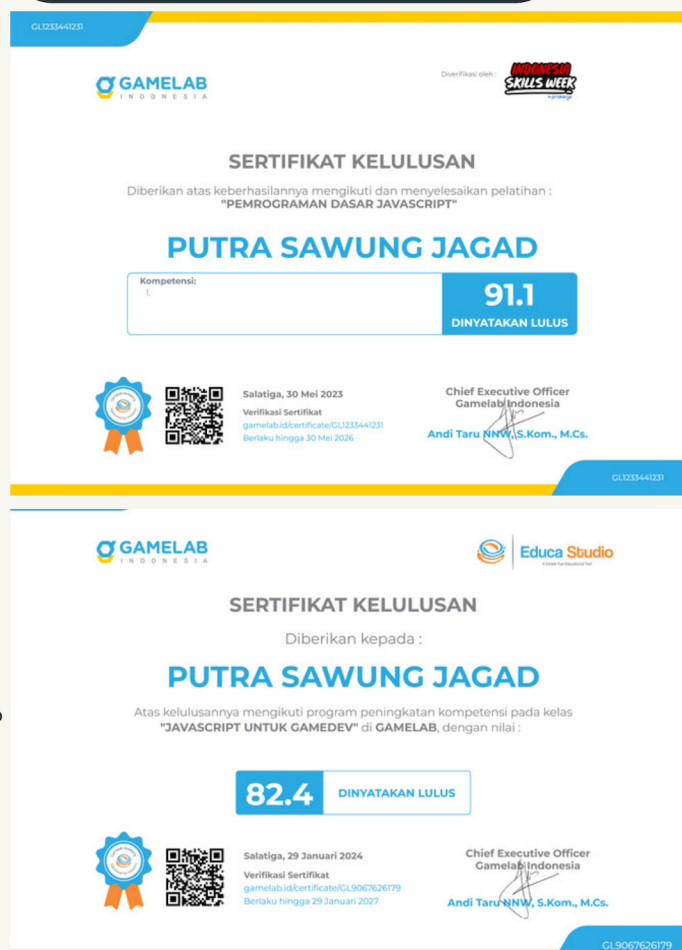 GL1233441231
GAMELAB
INDONESIA
Diverifikasi oleh :
INDONESIA
SKILLS WEEK
SERTIFIKAT KELULUSAN
Diberikan atas keberhasilannya mengikuti dan menyelesaikan pelatihan :
"PEMROGRAMAN DASAR JAVASCRIPT"
PUTRA SAWUNG JAGAD
Kompetensi:
1.
91.1
DINYATAKAN LULUS
Salatiga, 30 Mei 2023
Verifikasi Sertifikat
gamelab.id/certificate/GL1233441231
Berlaku hingga 30 Mei 2026
Chief Executive Officer
Gamelab Indonesia
Andi Taru NNW, S.Kom., M.Cs.
GL1233441231
GAMELAB
INDONESIA
Educa Studio
SERTIFIKAT KELULUSAN
Diberikan kepada :
PUTRA SAWUNG JAGAD
Atas kelulusannya mengikuti program peningkatan kompetensi pada kelas
"JAVASCRIPT UNTUK GAMEDEV" di GAMELAB, dengan nilai :
82.4
DINYATAKAN LULUS
Salatiga, 29 Januari 2024
Verifikasi Sertifikat
gamelab.id/certificate/GL9067626179
Berlaku hingga 29 Januari 2027
Chief Executive Officer
Gamelab Indonesia
Andi Taru NNW, S.Kom., M.Cs.
GL9067626179